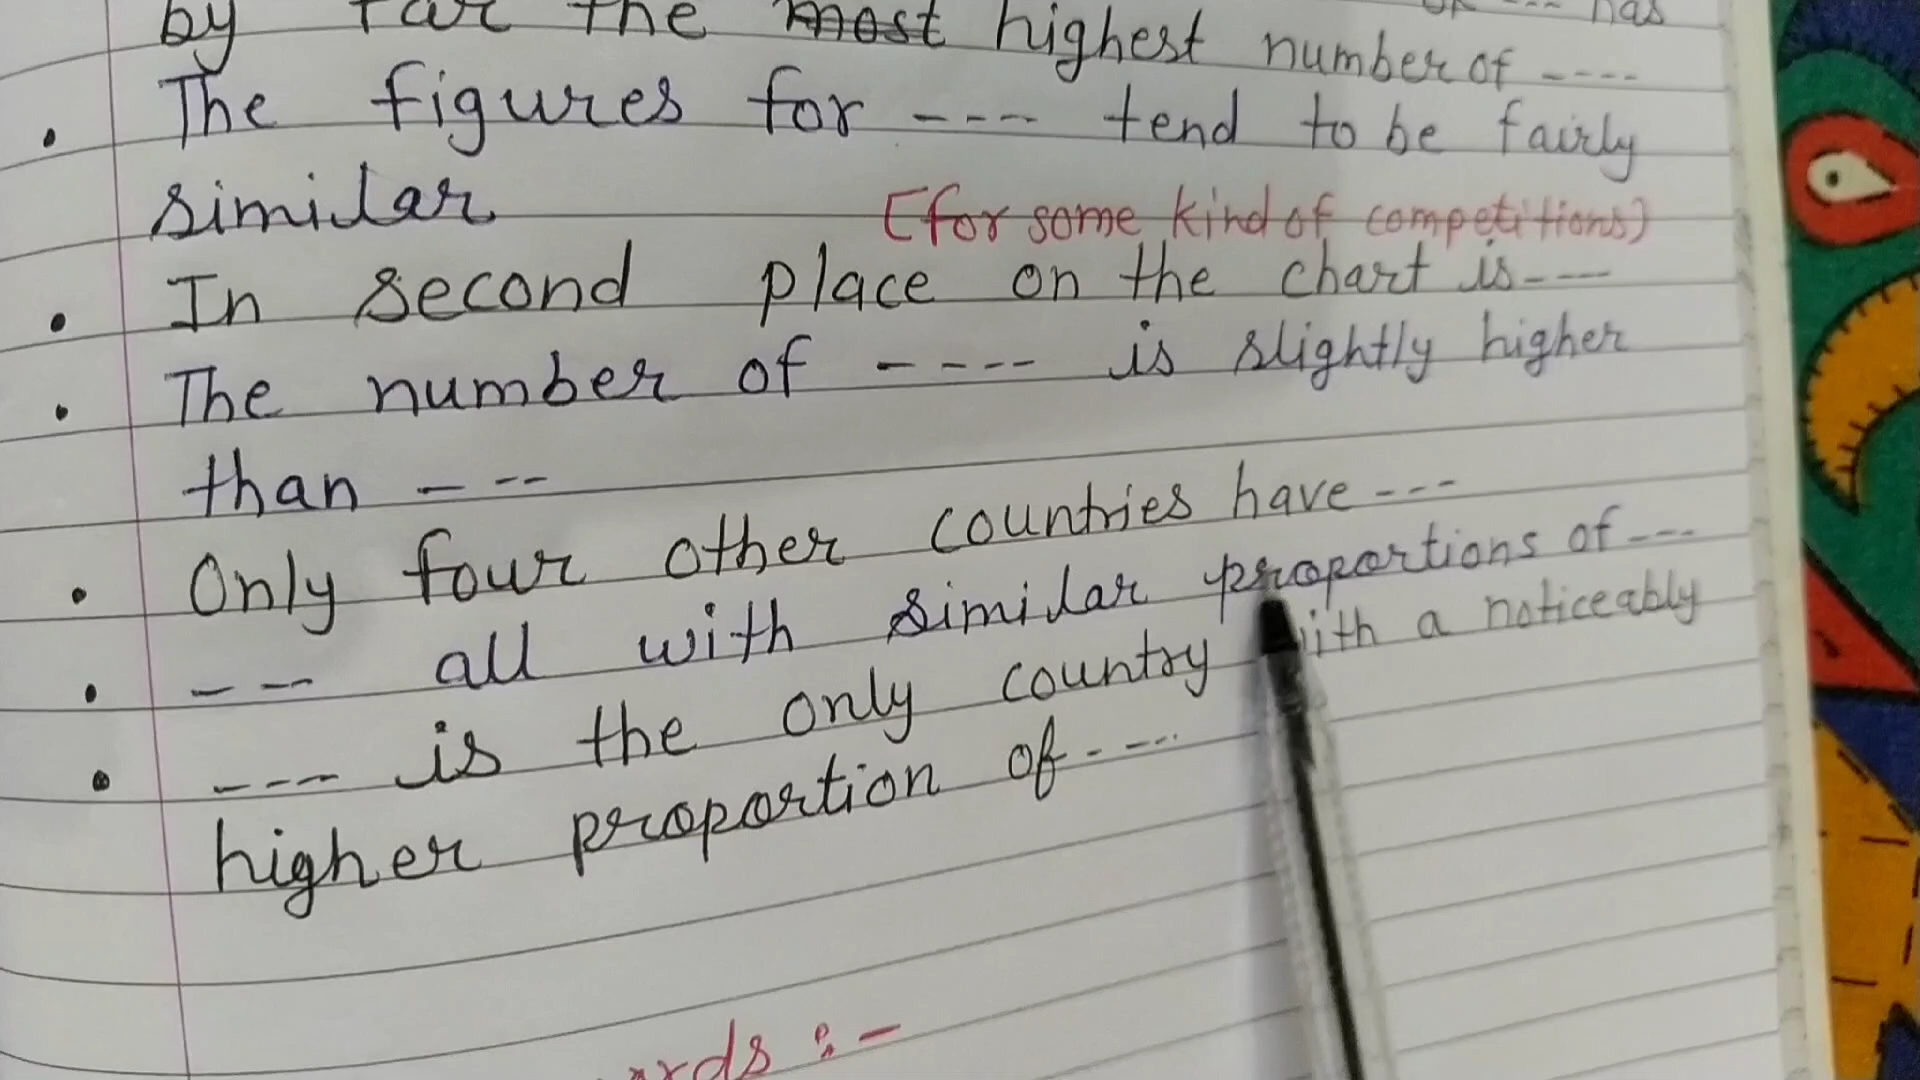 has
by far the most highest number of ----
• The figures for ---- tend to be fairly
similar
(for some kind of competitions)
• In second place on the chart is ---
• The number of ---- is slightly higher
than ---
• Only four other countries have ---
• -- all with similar proportions of ---
• --- is the only country with a noticeably
higher proportion of ----